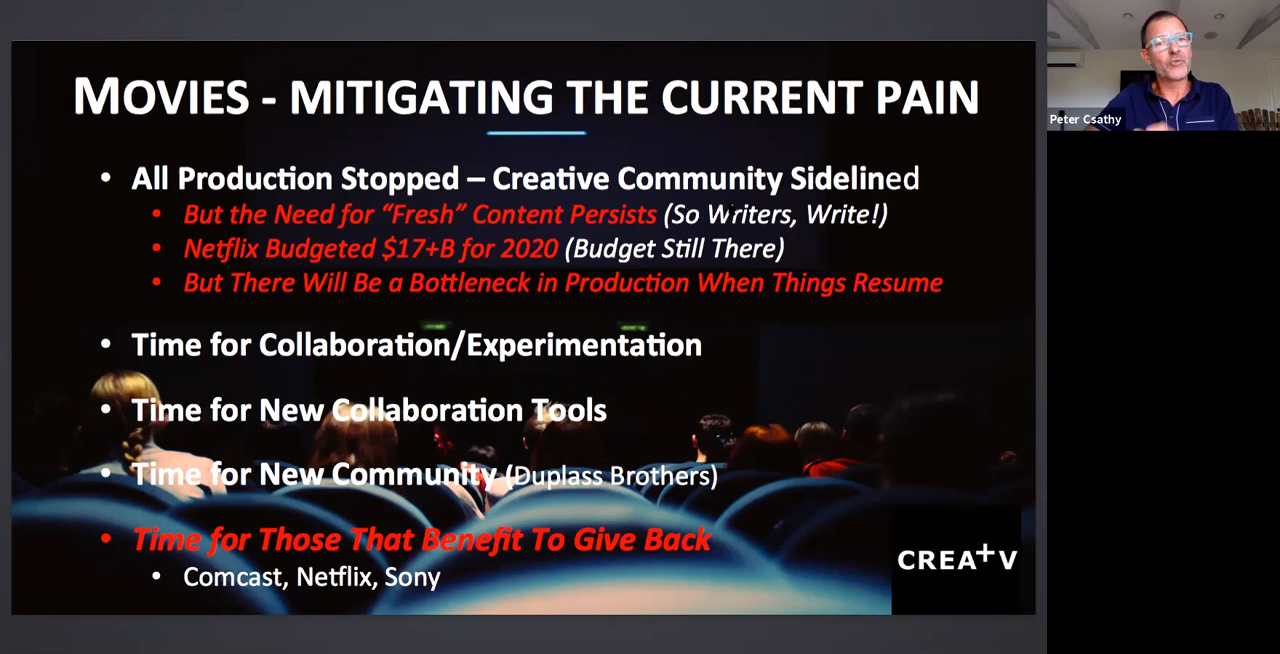 MOVIES - MITIGATING THE CURRENT PAIN
• All Production Stopped – Creative Community Sidelined
• But the Need for “Fresh” Content Persists (So Writers, Write!)
• Netflix Budgeted $17+B for 2020 (Budget Still There)
• But There Will Be a Bottleneck in Production When Things Resume
• Time for Collaboration/Experimentation
• Time for New Collaboration Tools
• Time for New Community (Duplass Brothers)
• Time for Those That Benefit To Give Back
• Comcast, Netflix, Sony
CREA+V
Peter Csathy